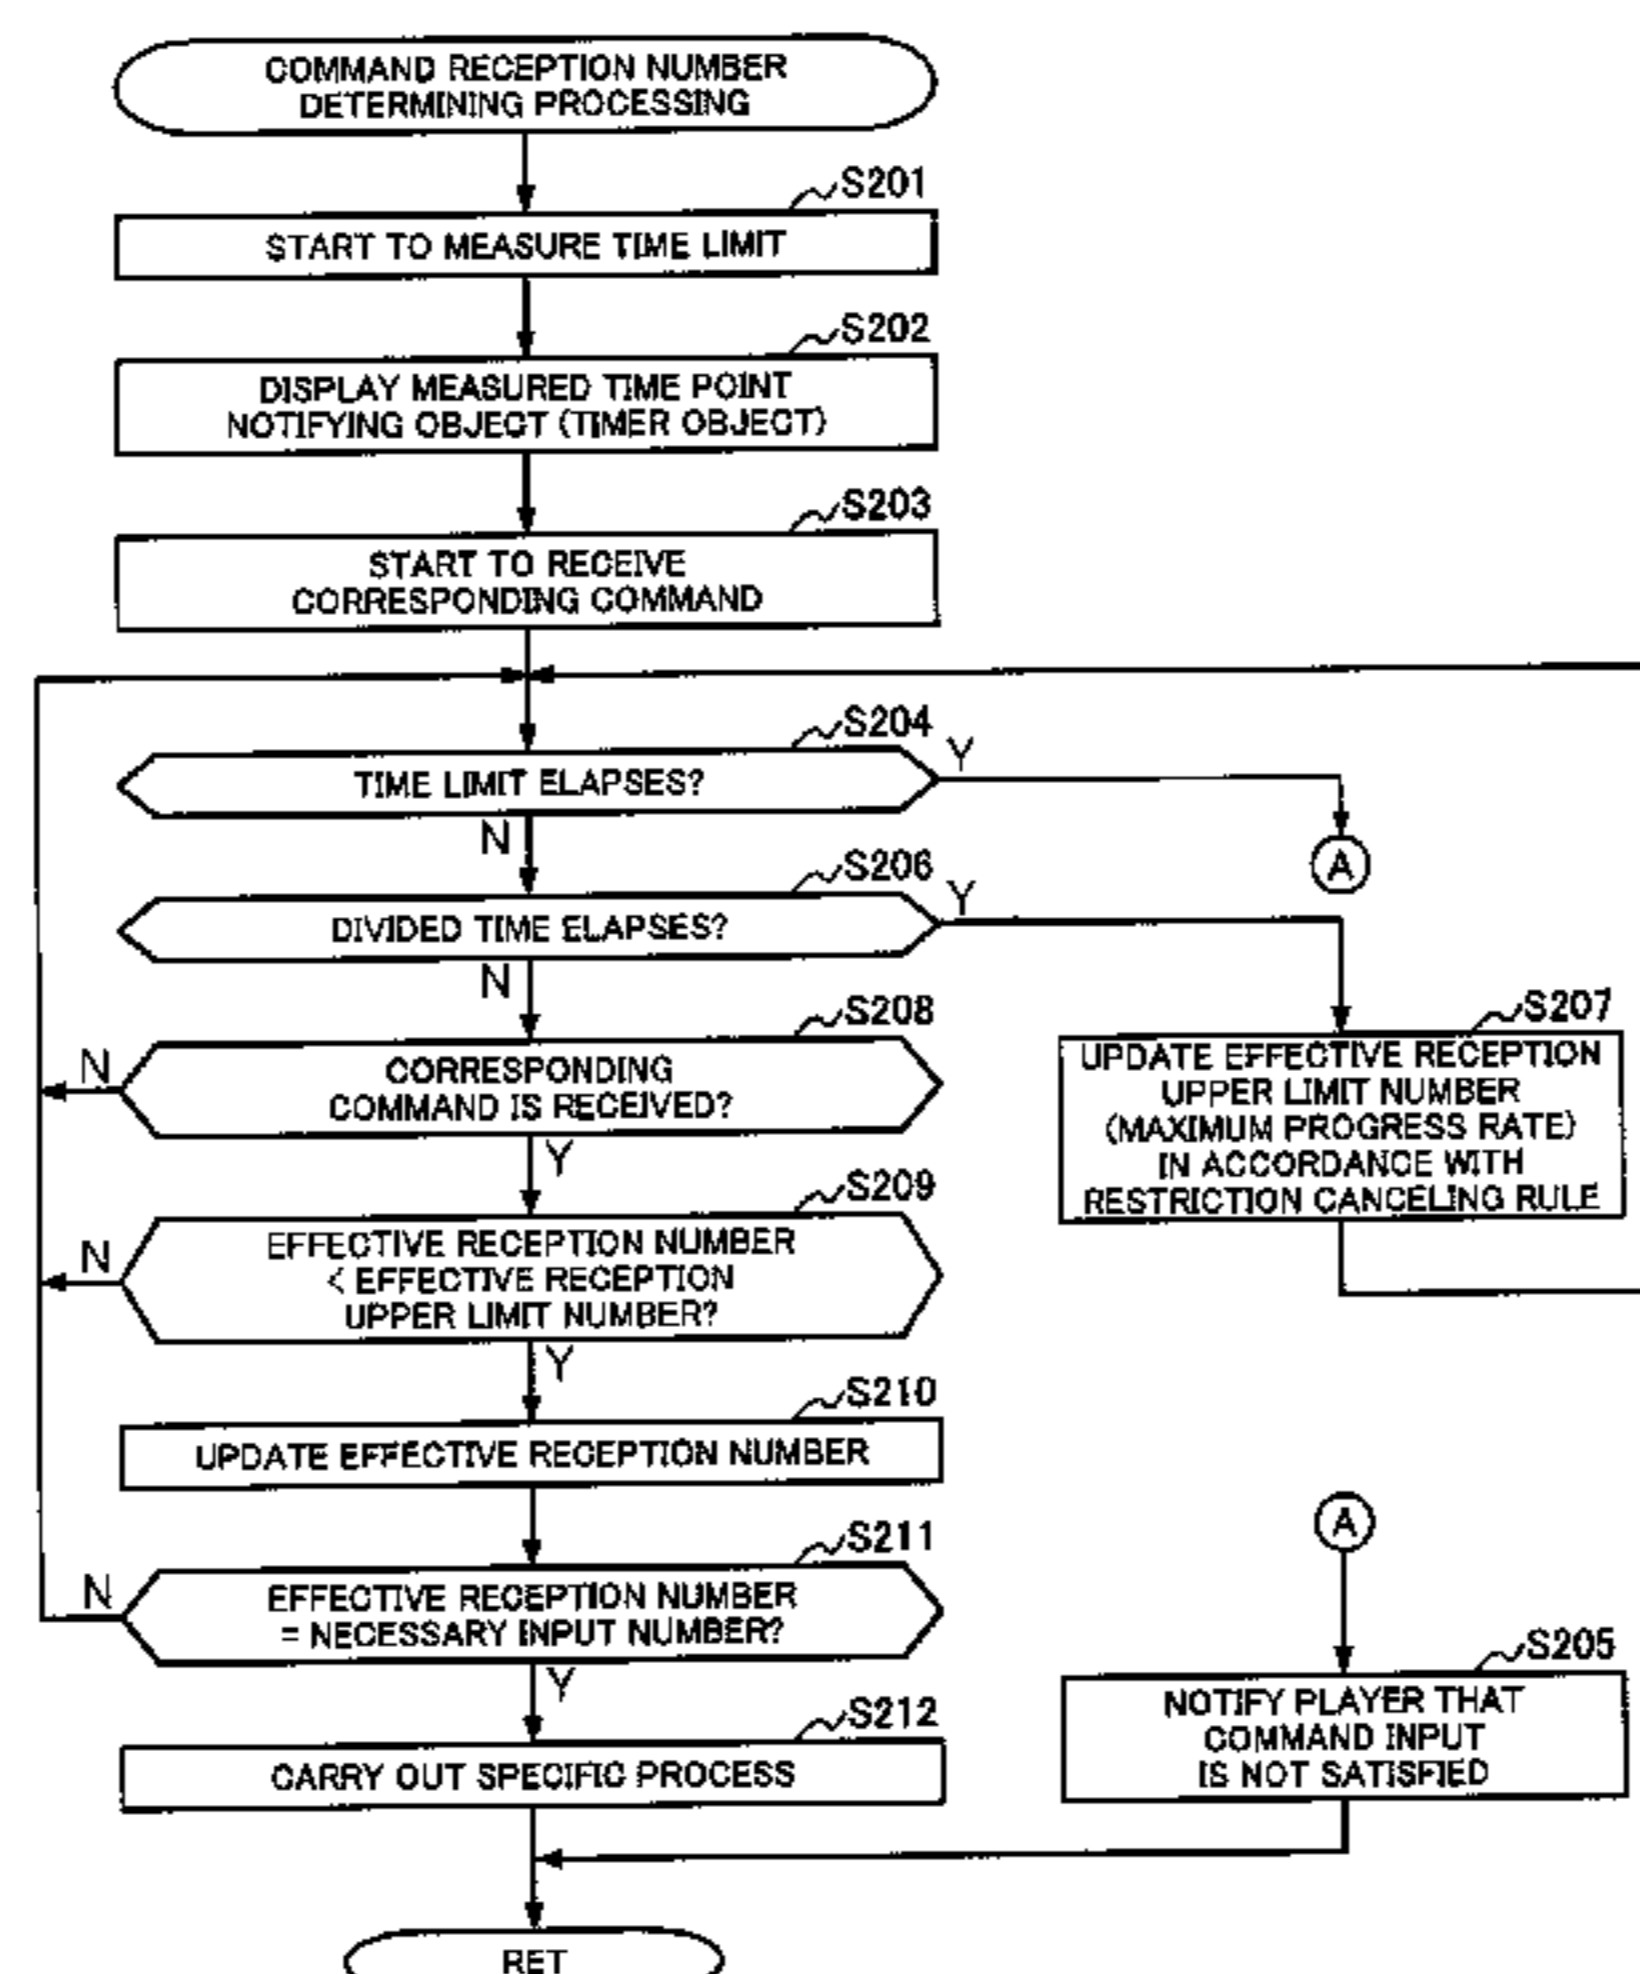 COMMAND RECEPTION NUMBER
DETERMINING PROCESSING
S201
START TO MEASURE TIME LIMIT
S202
DISPLAY MEASURED TIME POINT
NOTIFYING OBJECT (TIMER OBJECT)
S203
START TO RECEIVE
CORRESPONDING COMMAND
S204
TIME LIMIT ELAPSES?
Y
N
A
S206
DIVIDED TIME ELAPSES?
Y
N
S207
UPDATE EFFECTIVE RECEPTION
UPPER LIMIT NUMBER
(MAXIMUM PROGRESS RATE)
IN ACCORDANCE WITH
RESTRICTION CANCELING RULE
S208
CORRESPONDING
COMMAND IS RECEIVED?
N
Y
S209
EFFECTIVE RECEPTION NUMBER
< EFFECTIVE RECEPTION
UPPER LIMIT NUMBER?
N
Y
S210
UPDATE EFFECTIVE RECEPTION NUMBER
S211
EFFECTIVE RECEPTION NUMBER
= NECESSARY INPUT NUMBER?
N
Y
A
S205
NOTIFY PLAYER THAT
COMMAND INPUT
IS NOT SATISFIED
S212
CARRY OUT SPECIFIC PROCESS
RET